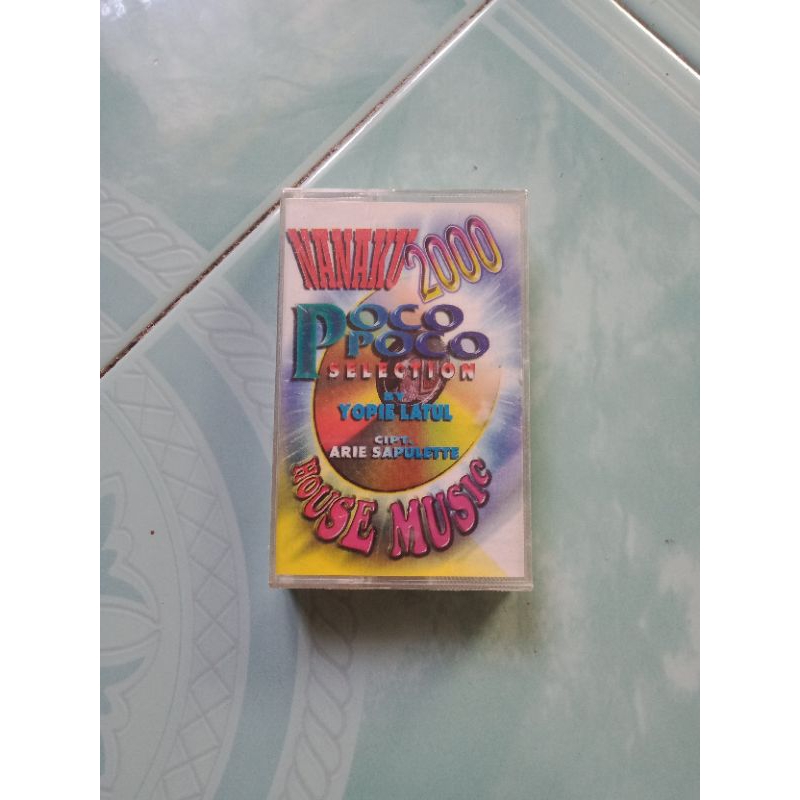 NANAKU 2000
POCO
POCO
SELECTION
BY
YOPIE LATUL
CIPT.
ARIE SAPULETTE
HOUSE MUSIC